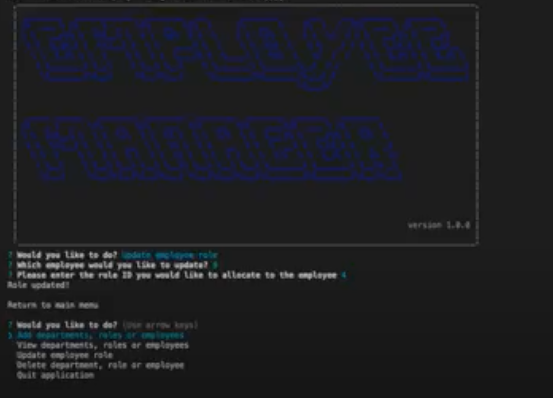 EMPLOYEE
MANAGER
version 1.0.0
? Would you like to do? Update employee role
? Which employee would you like to update? 9
? Please enter the role ID you would like to allocate to the employee 4
Role updated!
Return to main menu
? Would you like to do? (Use arrow keys)
❯ Add departments, roles or employees
View departments, roles or employees
Update employee role
Delete department, role or employee
Quit application